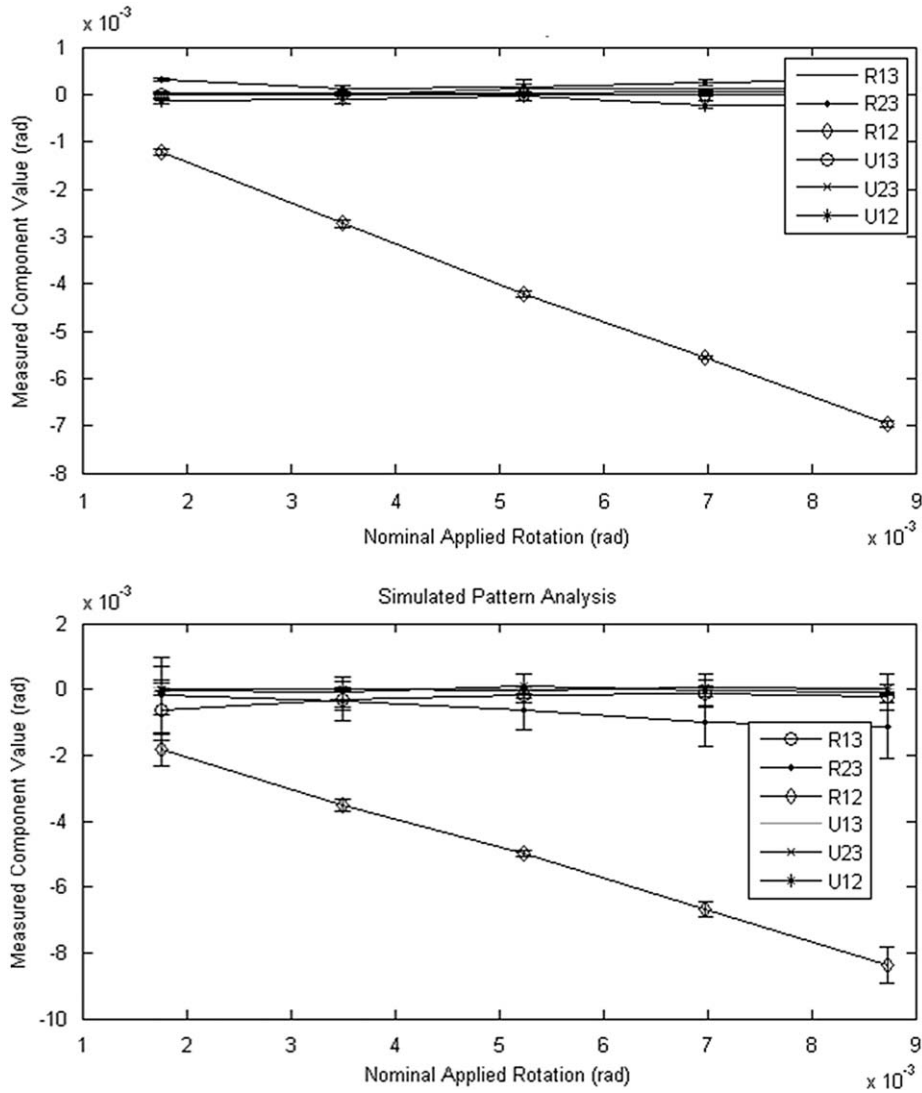 x 10-3
1
0
-1
-2
-3
-4
-5
-6
-7
-8
Measured Component Value (rad)
R13
R23
R12
U13
U23
U12
1 2 3 4 5 6 7 8 9
Nominal Applied Rotation (rad)
x 10-3
Simulated Pattern Analysis
x 10-3
2
0
-2
-4
-6
-8
-10
Measured Component Value (rad)
R13
R23
R12
U13
U23
U12
1 2 3 4 5 6 7 8 9
Nominal Applied Rotation (rad)
x 10-3